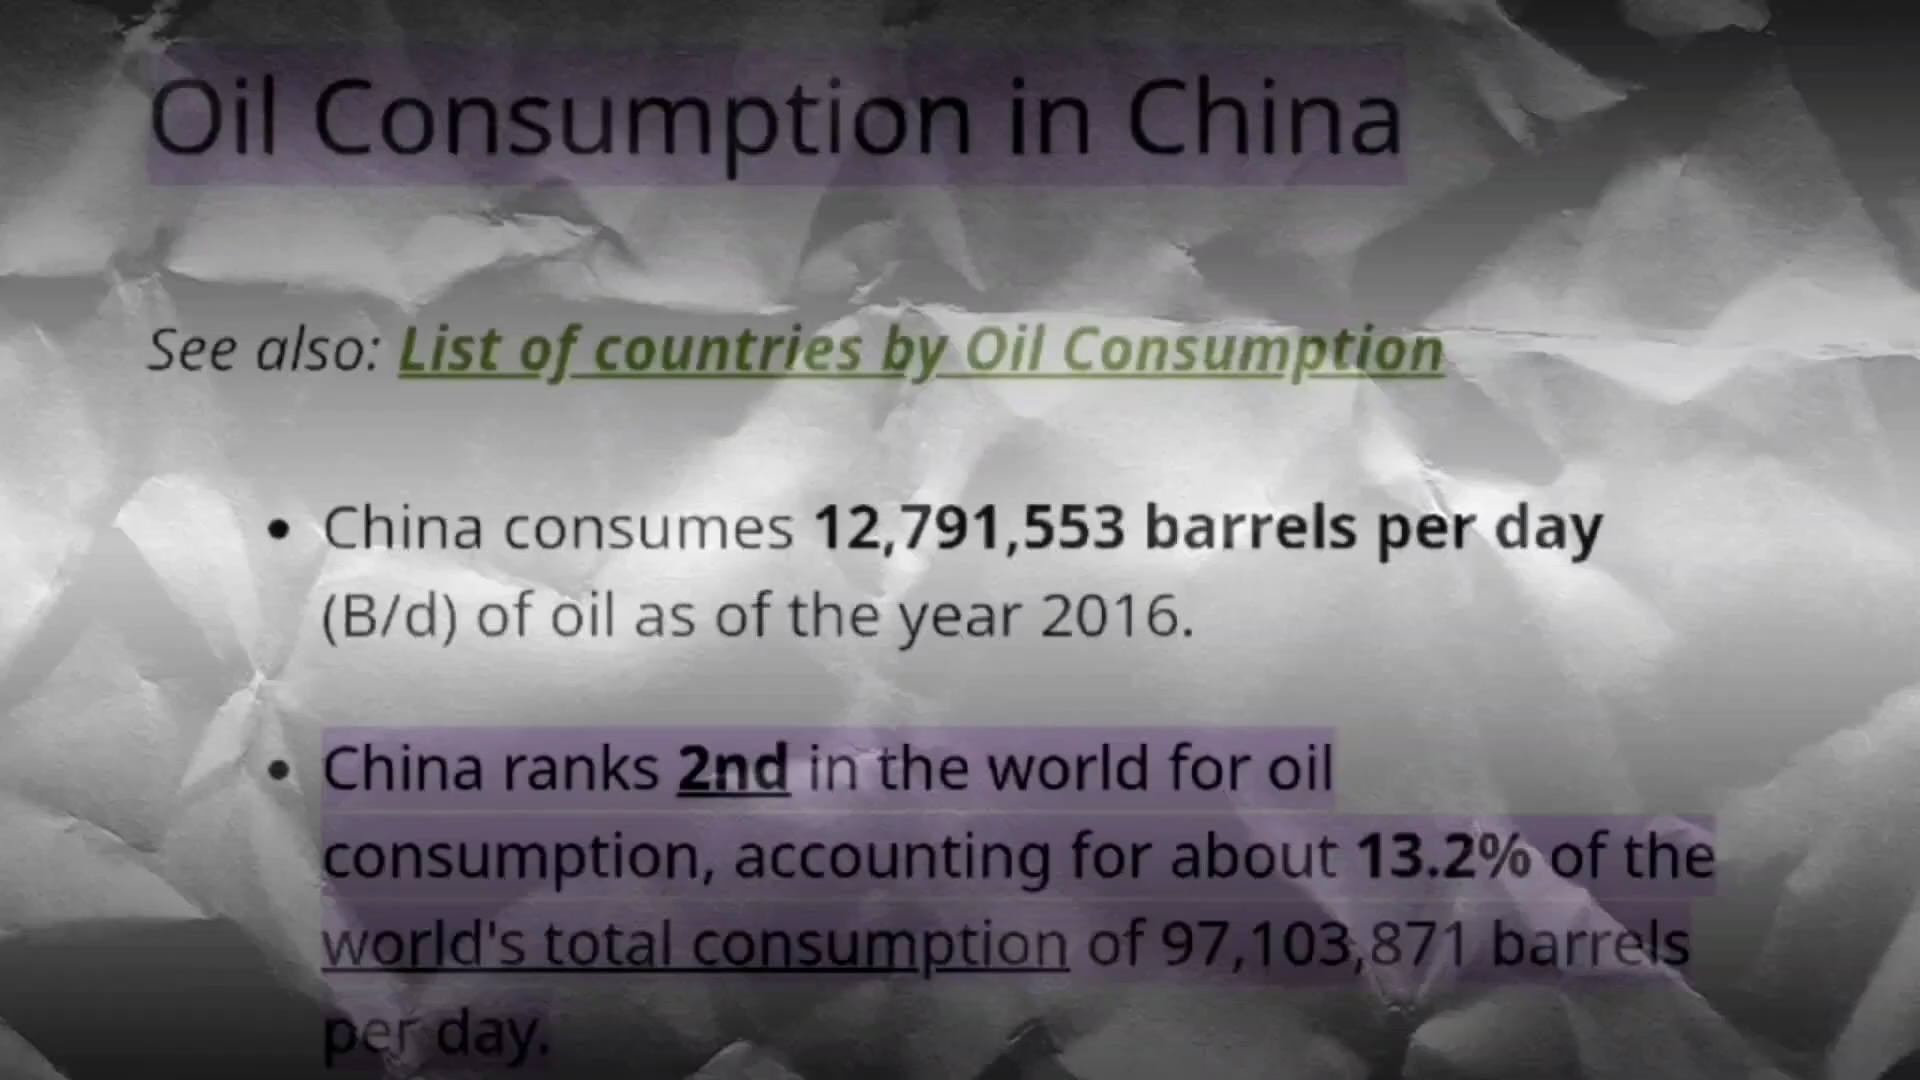 Oil Consumption in China
See also: List of countries by Oil Consumption
• China consumes 12,791,553 barrels per day
(B/d) of oil as of the year 2016.
• China ranks 2nd in the world for oil
consumption, accounting for about 13.2% of the
world's total consumption of 97,103,871 barrels
per day.